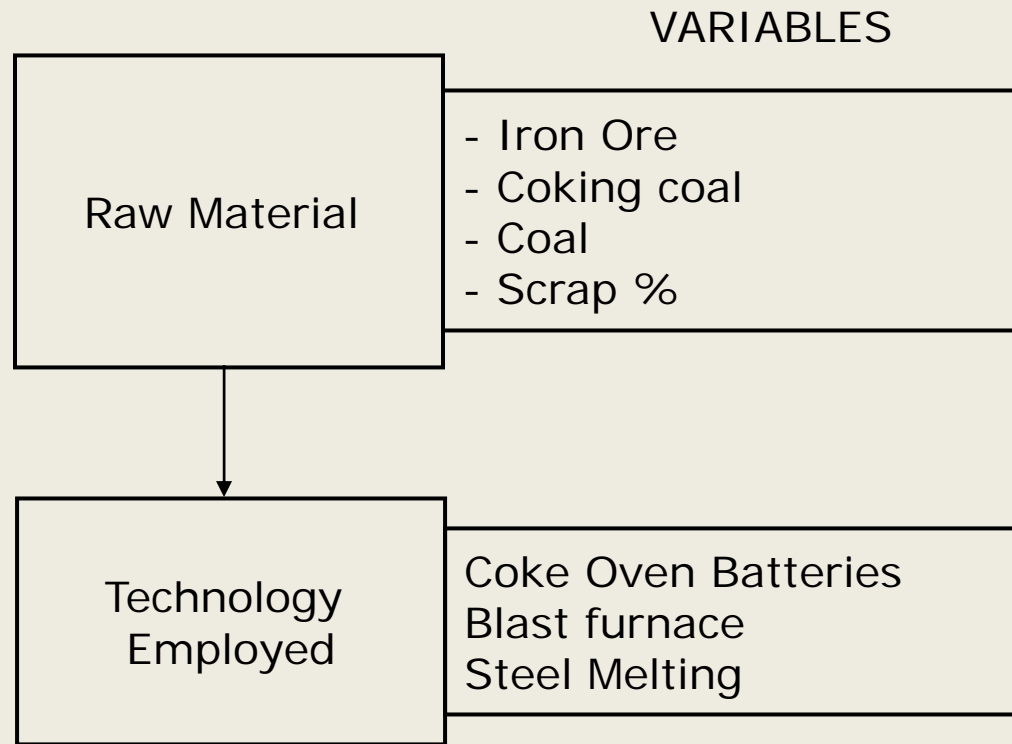 VARIABLES
Raw Material
- Iron Ore
- Coking coal
- Coal
- Scrap %
Technology
Employed
Coke Oven Batteries
Blast furnace
Steel Melting